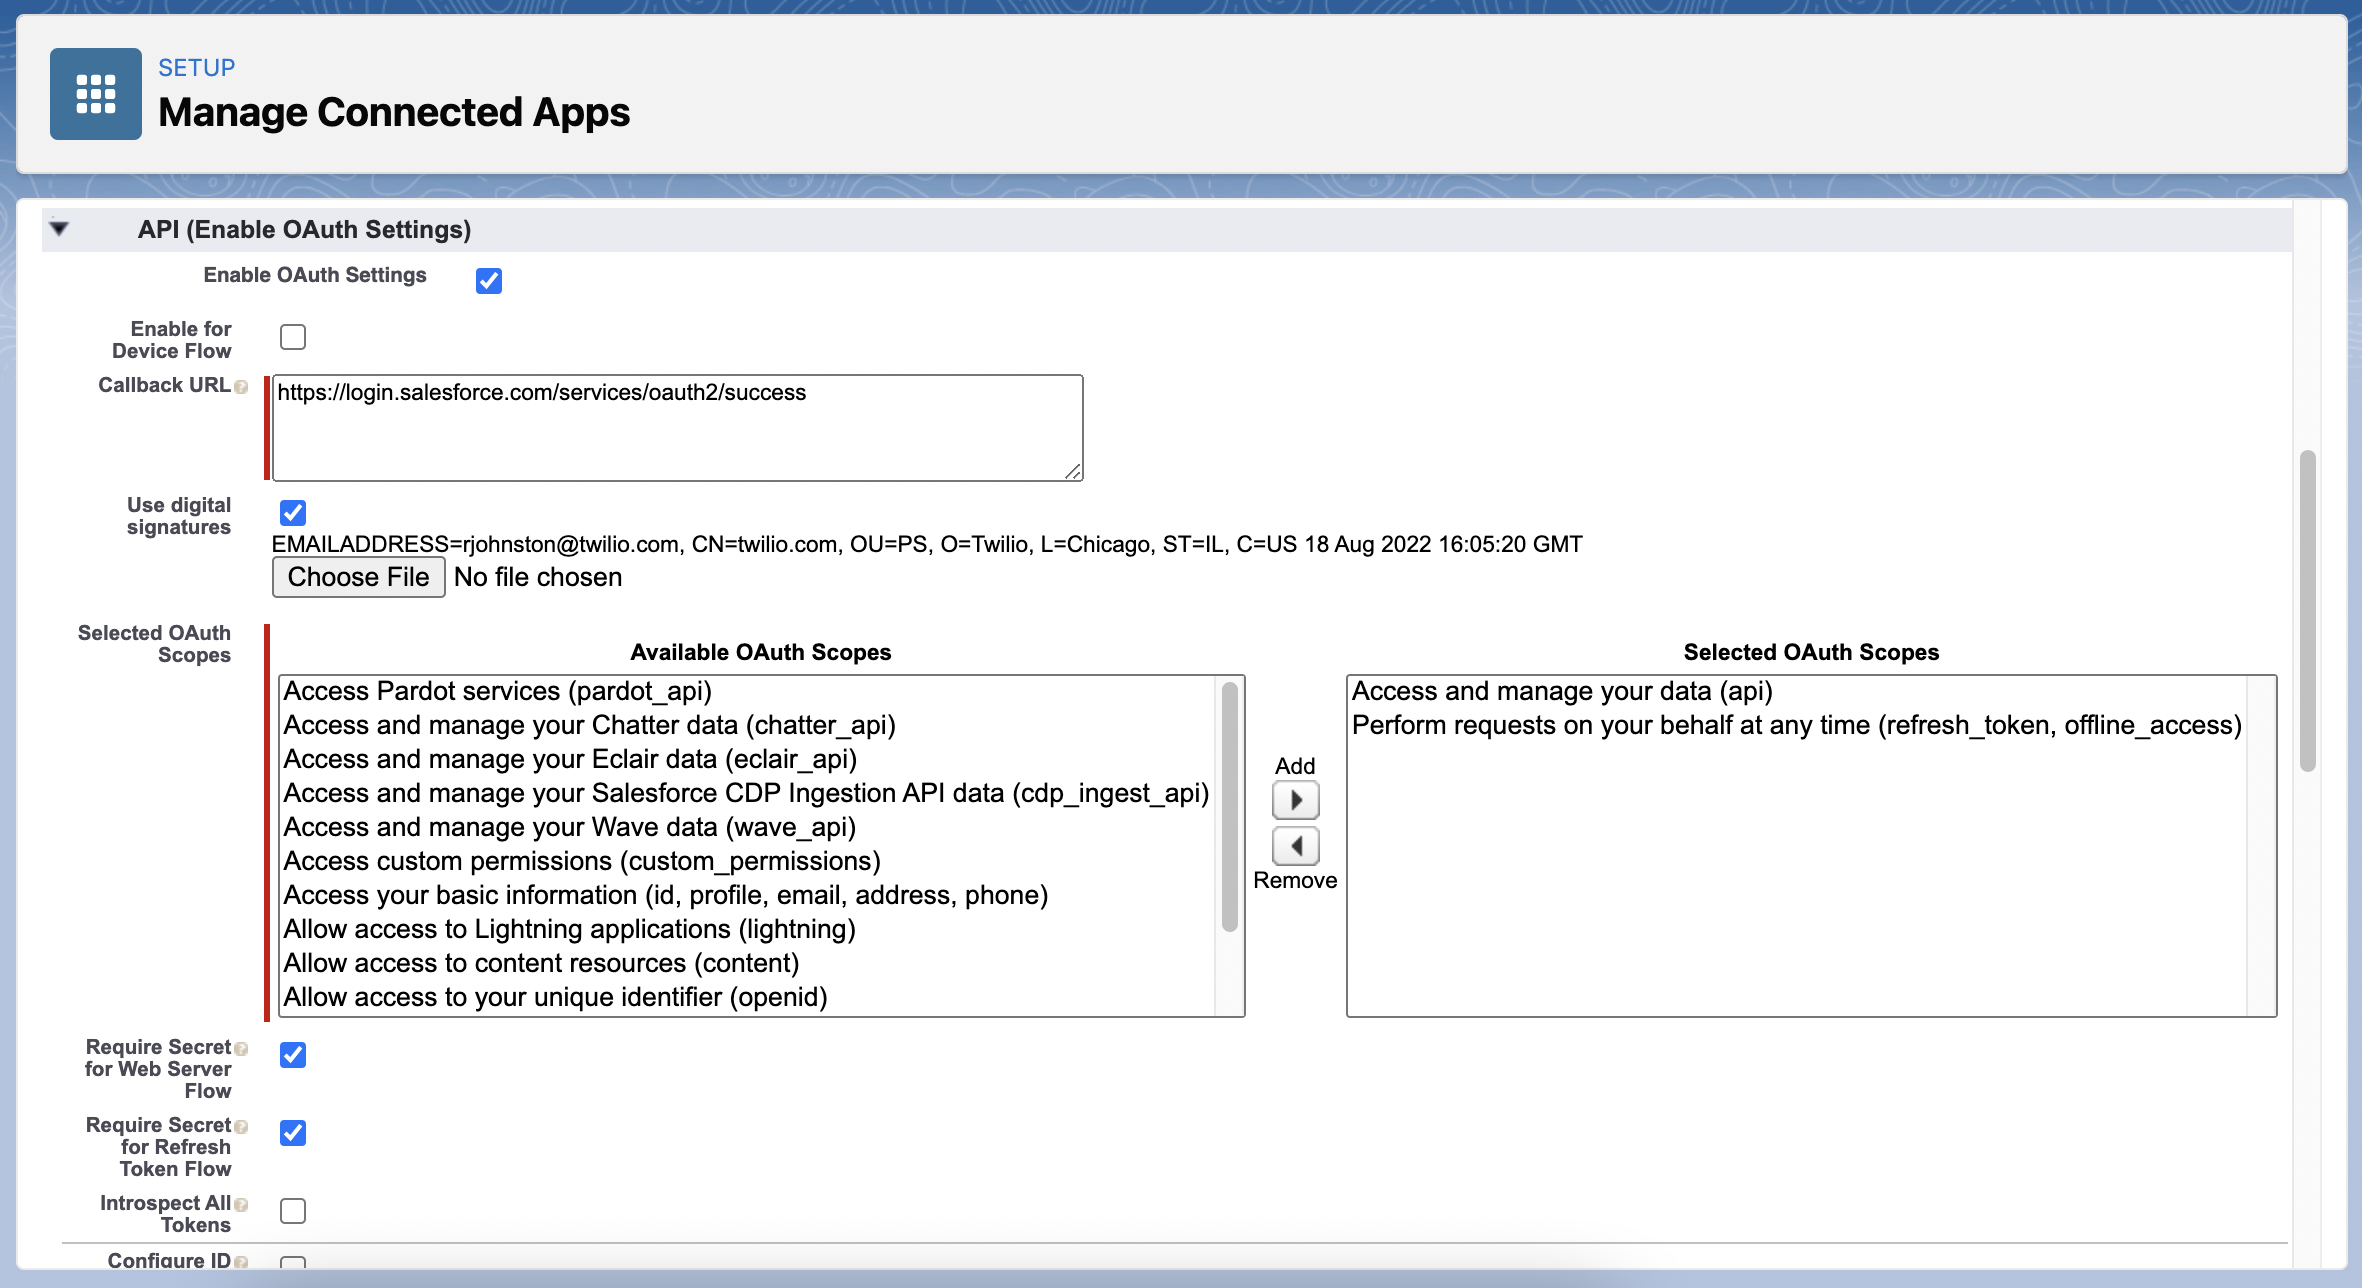 SETUP
Manage Connected Apps
API (Enable OAuth Settings)
Enable OAuth Settings
Enable for
Device Flow
Callback URL
https://login.salesforce.com/services/oauth2/success
Use digital
signatures
EMAILADDRESS=rjohnston@twilio.com, CN=twilio.com, OU=PS, O=Twilio, L=Chicago, ST=IL, C=US 18 Aug 2022 16:05:20 GMT
Choose File No file chosen
Selected OAuth
Scopes
Available OAuth Scopes
Access Pardot services (pardot_api)
Access and manage your Chatter data (chatter_api)
Access and manage your Eclair data (eclair_api)
Access and manage your Salesforce CDP Ingestion API data (cdp_ingest_api)
Access and manage your Wave data (wave_api)
Access custom permissions (custom_permissions)
Access your basic information (id, profile, email, address, phone)
Allow access to Lightning applications (lightning)
Allow access to content resources (content)
Allow access to your unique identifier (openid)
Add
Remove
Selected OAuth Scopes
Access and manage your data (api)
Perform requests on your behalf at any time (refresh_token, offline_access)
Require Secret
for Web Server
Flow
Require Secret
for Refresh
Token Flow
Introspect All
Tokens
Configure ID